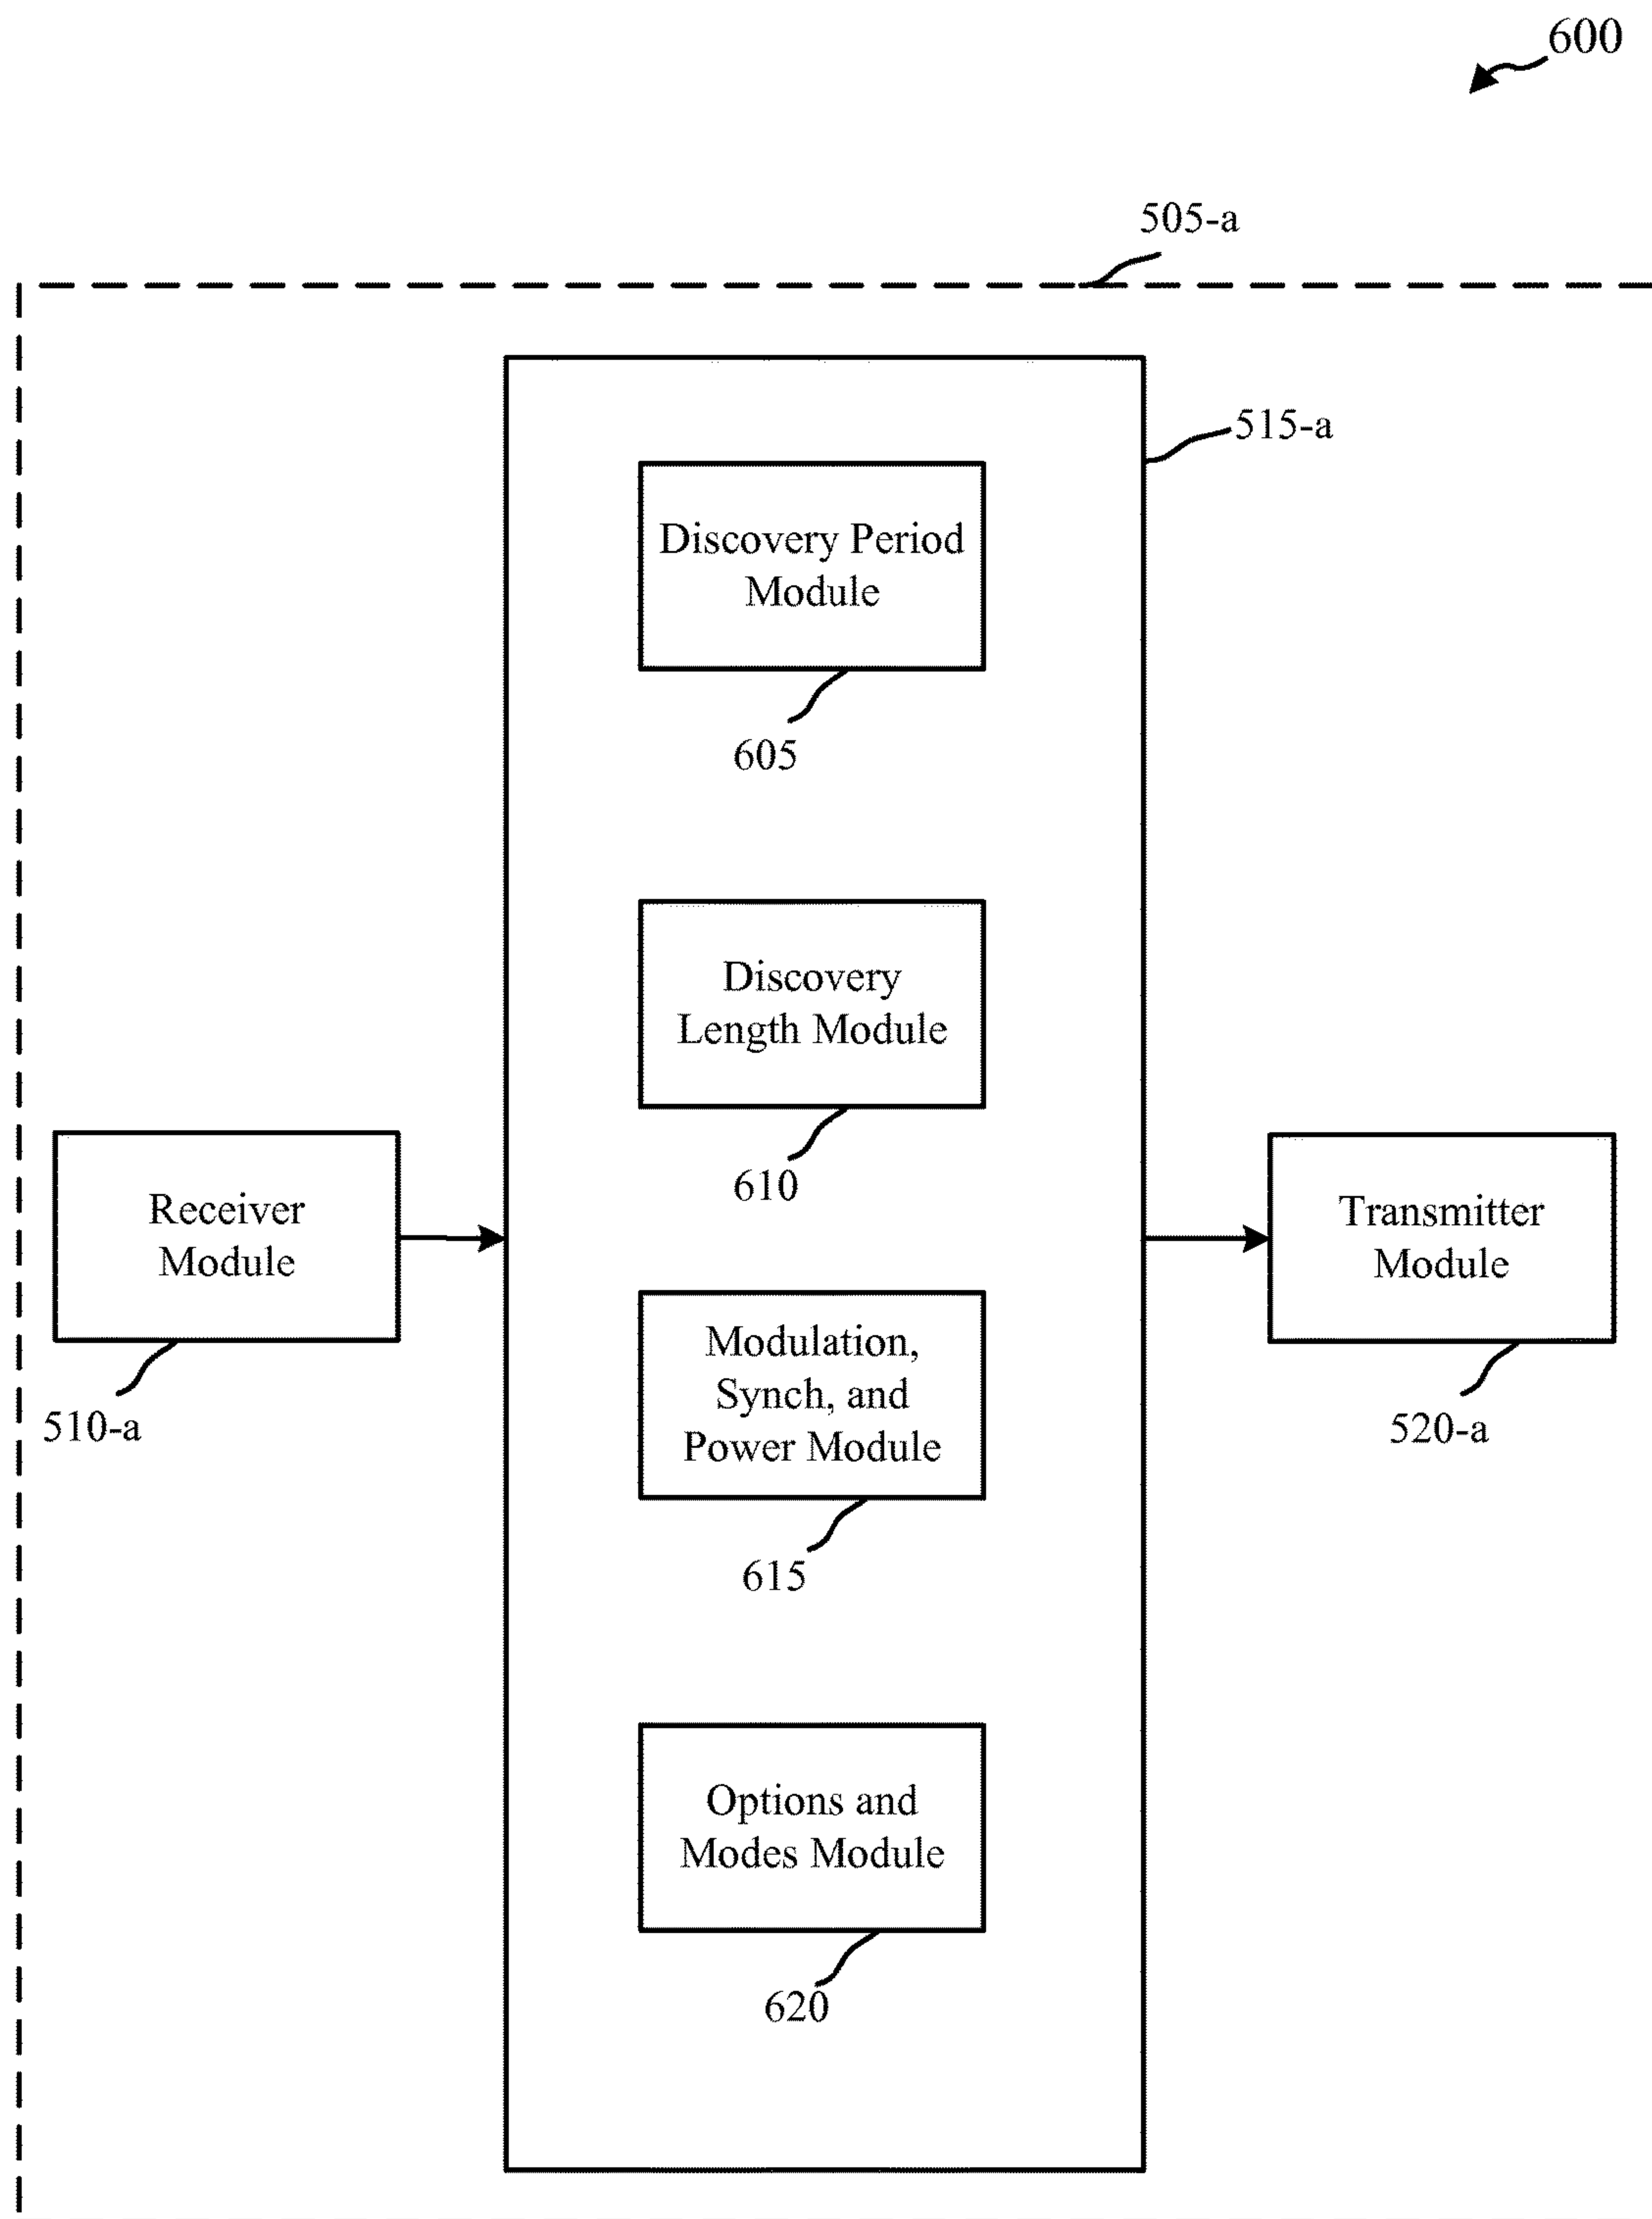 600
505-a
515-a
Discovery Period
Module
605
Discovery
Length Module
610
Receiver
Module
510-a
Transmitter
Module
520-a
Modulation,
Synch, and
Power Module
615
Options and
Modes Module
620